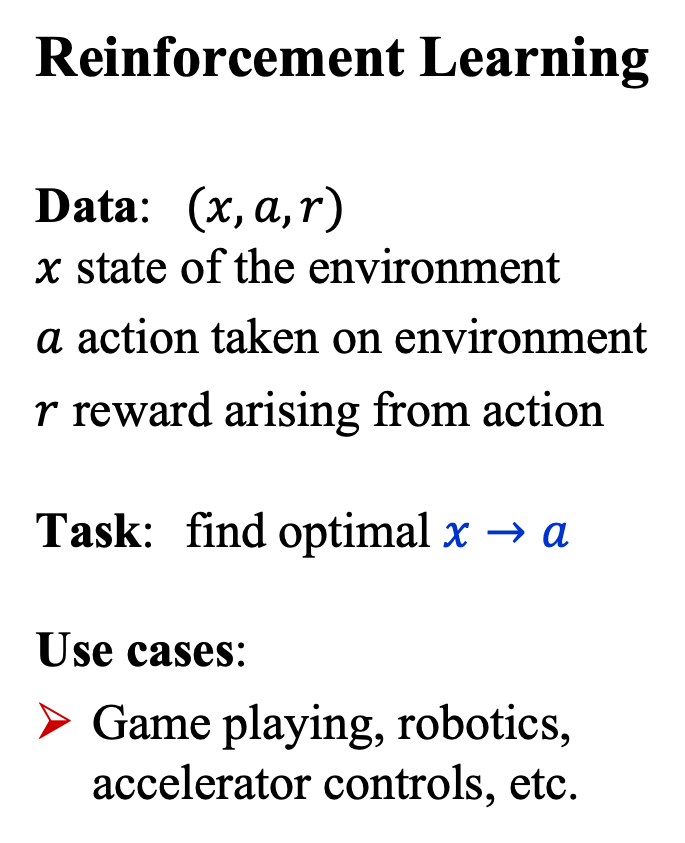 Reinforcement Learning
Data: (x, a, r)
x state of the environment
a action taken on environment
r reward arising from action
Task: find optimal x → a
Use cases:
➢ Game playing, robotics,
accelerator controls, etc.